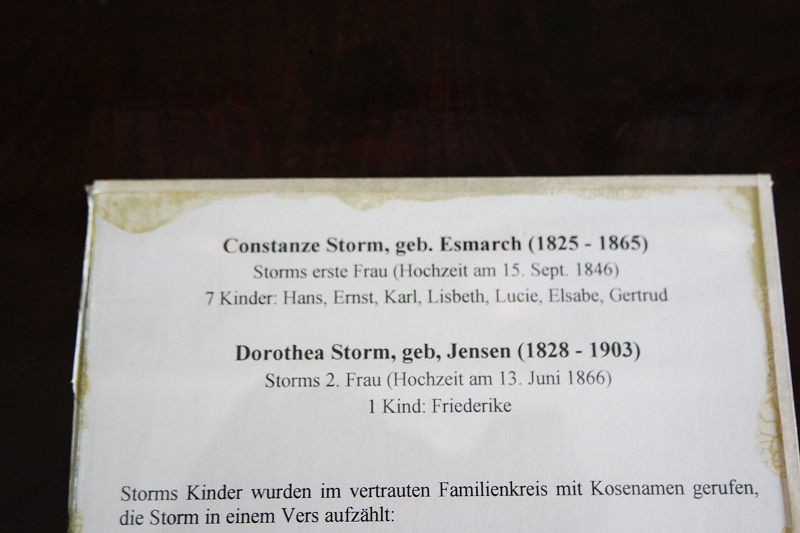 Constanze Storm, geb. Esmarch (1825 - 1865)
Storms erste Frau (Hochzeit am 15. Sept. 1846)
7 Kinder: Hans, Ernst, Karl, Lisbeth, Lucie, Elsabe, Gertrud
Dorothea Storm, geb, Jensen (1828 - 1903)
Storms 2. Frau (Hochzeit am 13. Juni 1866)
1 Kind: Friederike
Storms Kinder wurden im vertrauten Familienkreis mit Kosenamen gerufen,
die Storm in einem Vers aufzählt: